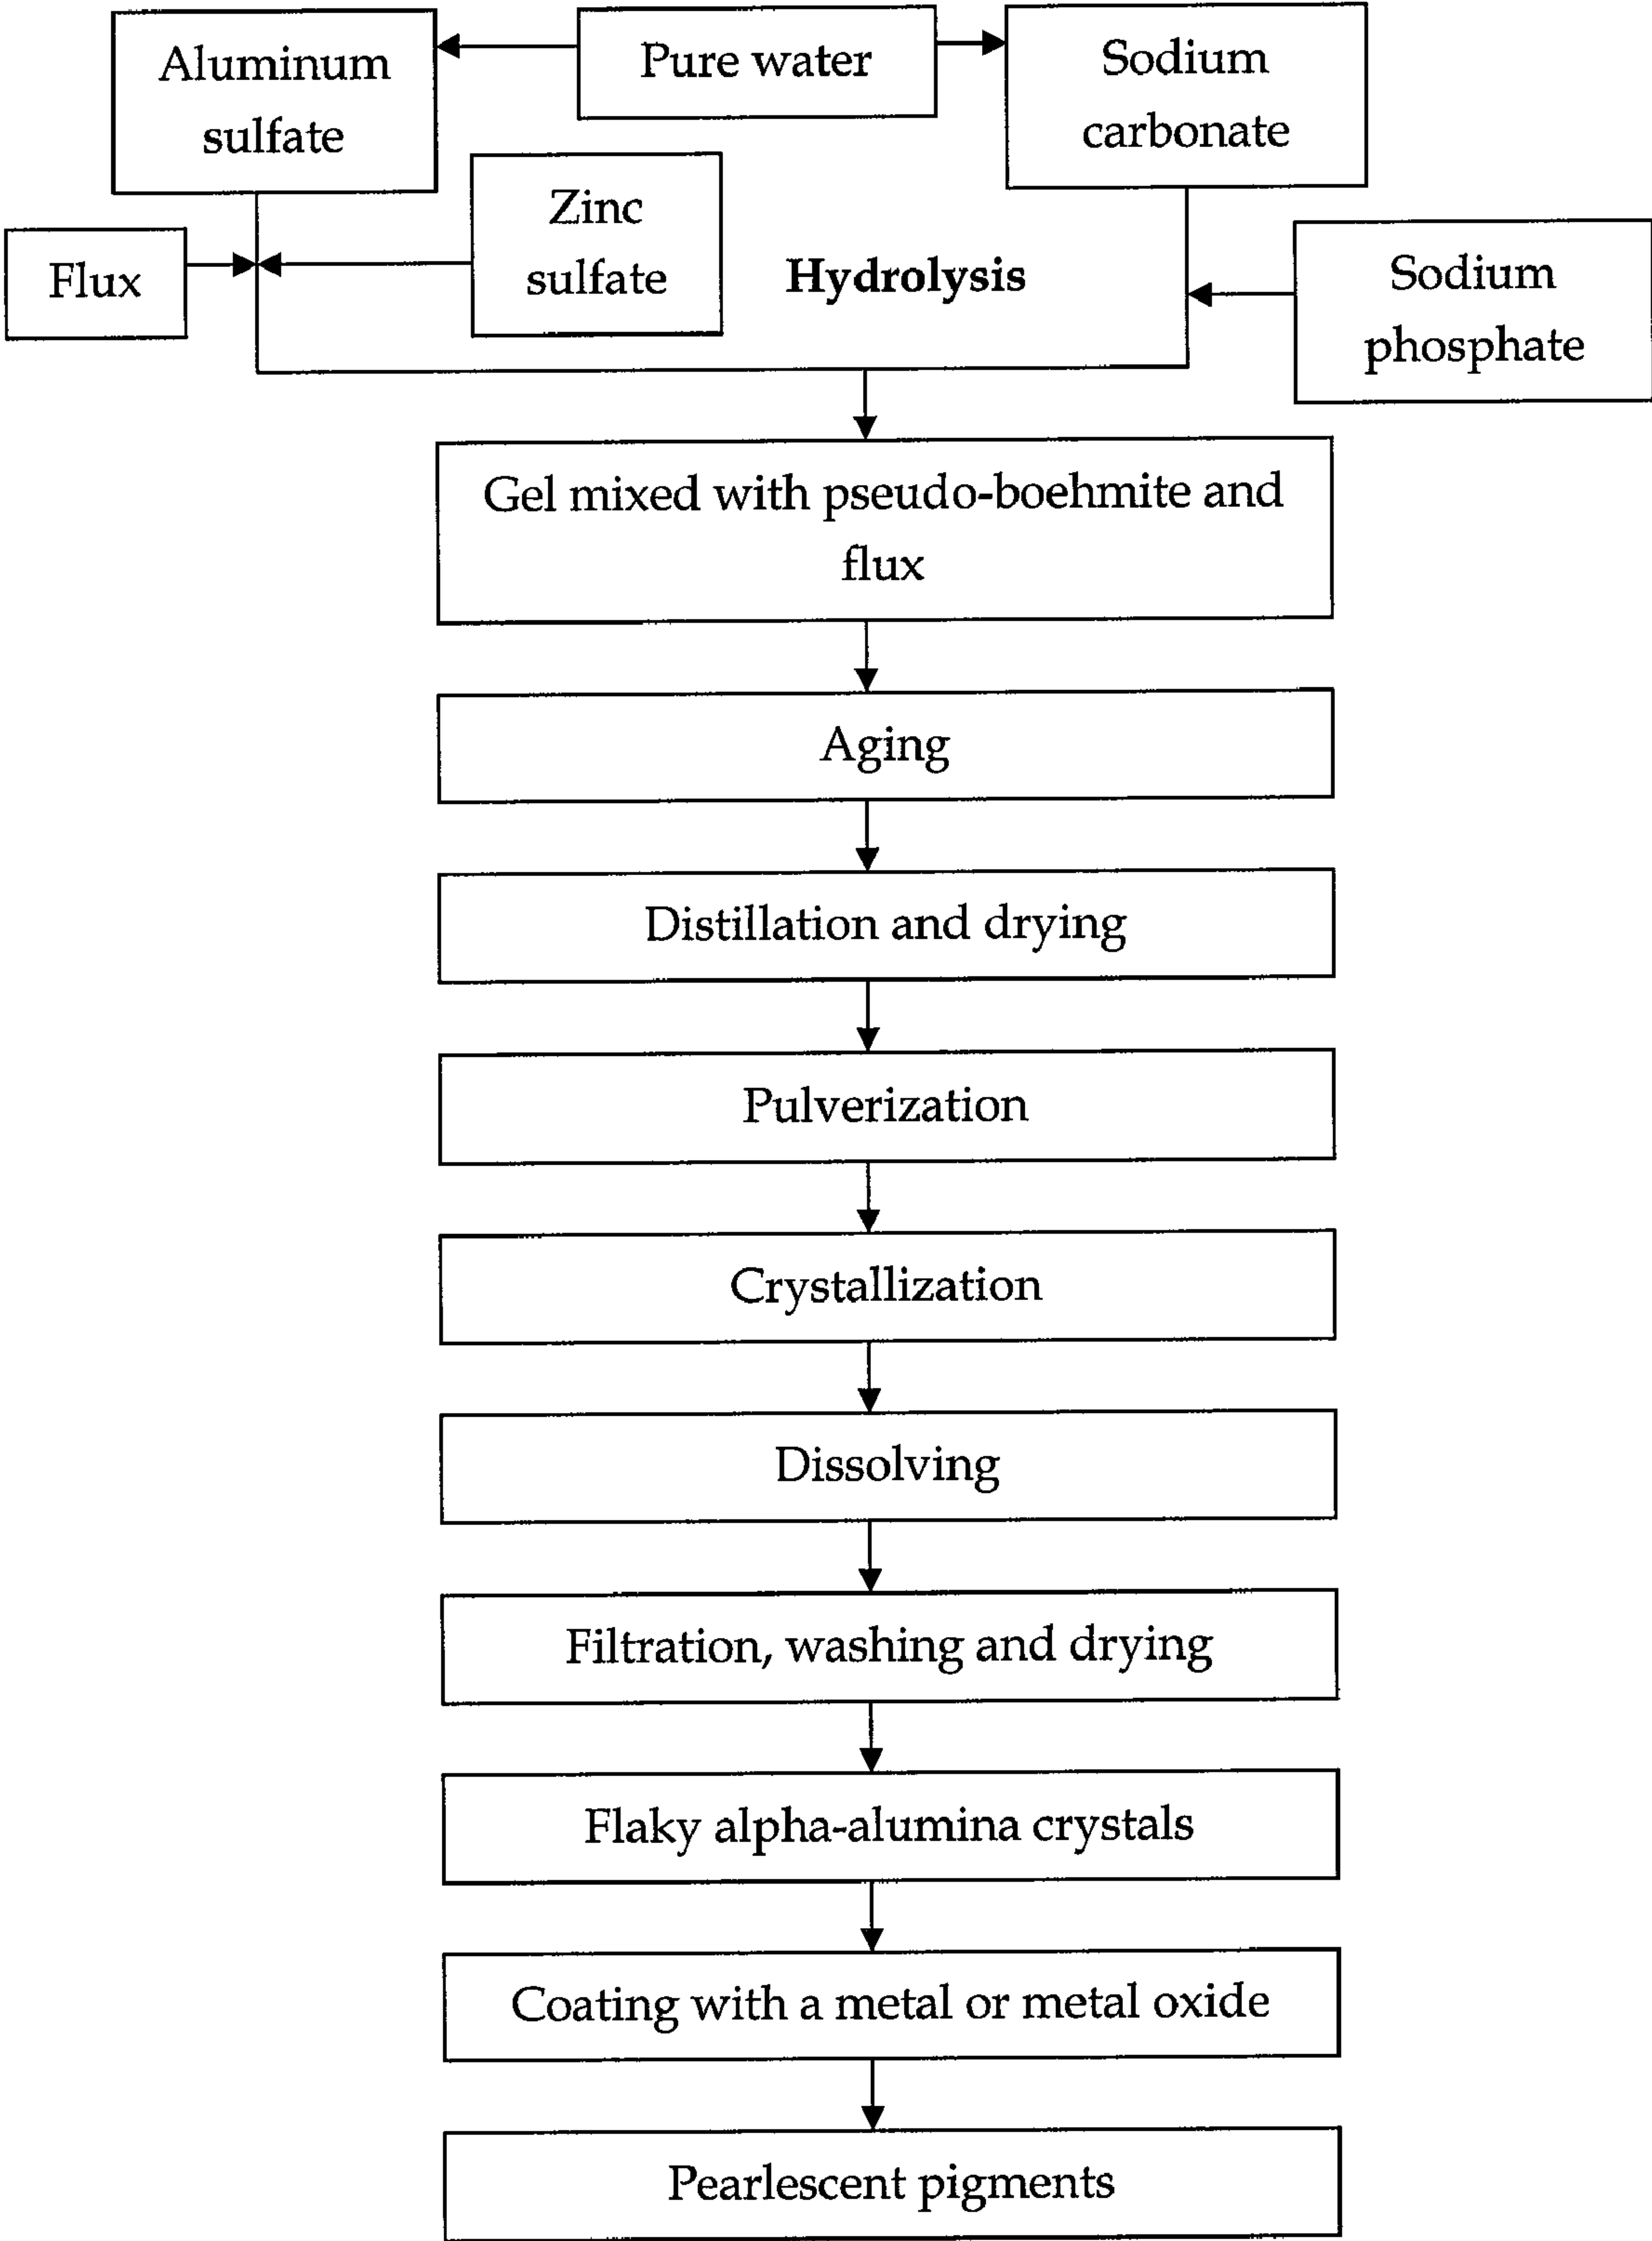 Aluminum
sulfate
Pure water
Sodium
carbonate
Flux
Zinc
sulfate
Hydrolysis
Sodium
phosphate
Gel mixed with pseudo-boehmite and
flux
Aging
Distillation and drying
Pulverization
Crystallization
Dissolving
Filtration, washing and drying
Flaky alpha-alumina crystals
Coating with a metal or metal oxide
Pearlescent pigments